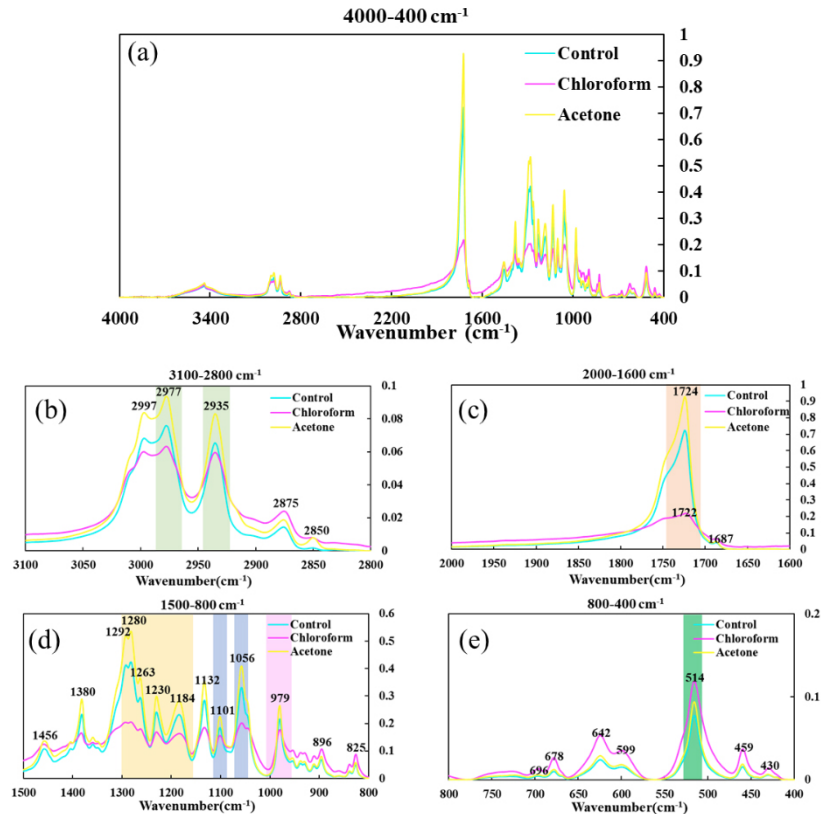 4000-400 cm⁻¹
(a)
Control
Chloroform
Acetone
1
0.9
0.8
0.7
0.6
0.5
0.4
0.3
0.2
0.1
0
4000 3400 2800 2200 1600 1000 400
Wavenumber (cm⁻¹)
3100-2800 cm⁻¹
(b)
Control
Chloroform
Acetone
2997 2977 2935 2875 2850
0.1
0.08
0.06
0.04
0.02
0
3100 3050 3000 2950 2900 2850 2800
Wavenumber(cm⁻¹)
2000-1600 cm⁻¹
(c)
Control
Chloroform
Acetone
1724
1722
1687
1
0.9
0.8
0.7
0.6
0.5
0.4
0.3
0.2
0.1
0
2000 1950 1900 1850 1800 1750 1700 1650 1600
Wavenumber(cm⁻¹)
1500-800 cm⁻¹
(d)
Control
Chloroform
Acetone
1456 1380 1292 1280 1263 1230 1184 1132 1101 1056 979 896 825
0.6
0.5
0.4
0.3
0.2
0.1
0
1500 1400 1300 1200 1100 1000 900 800
Wavenumber(cm⁻¹)
800-400 cm⁻¹
(e)
Control
Chloroform
Acetone
696 678 642 599 514 459 430
0.2
0.1
0
800 750 700 650 600 550 500 450 400
Wavenumber(cm⁻¹)